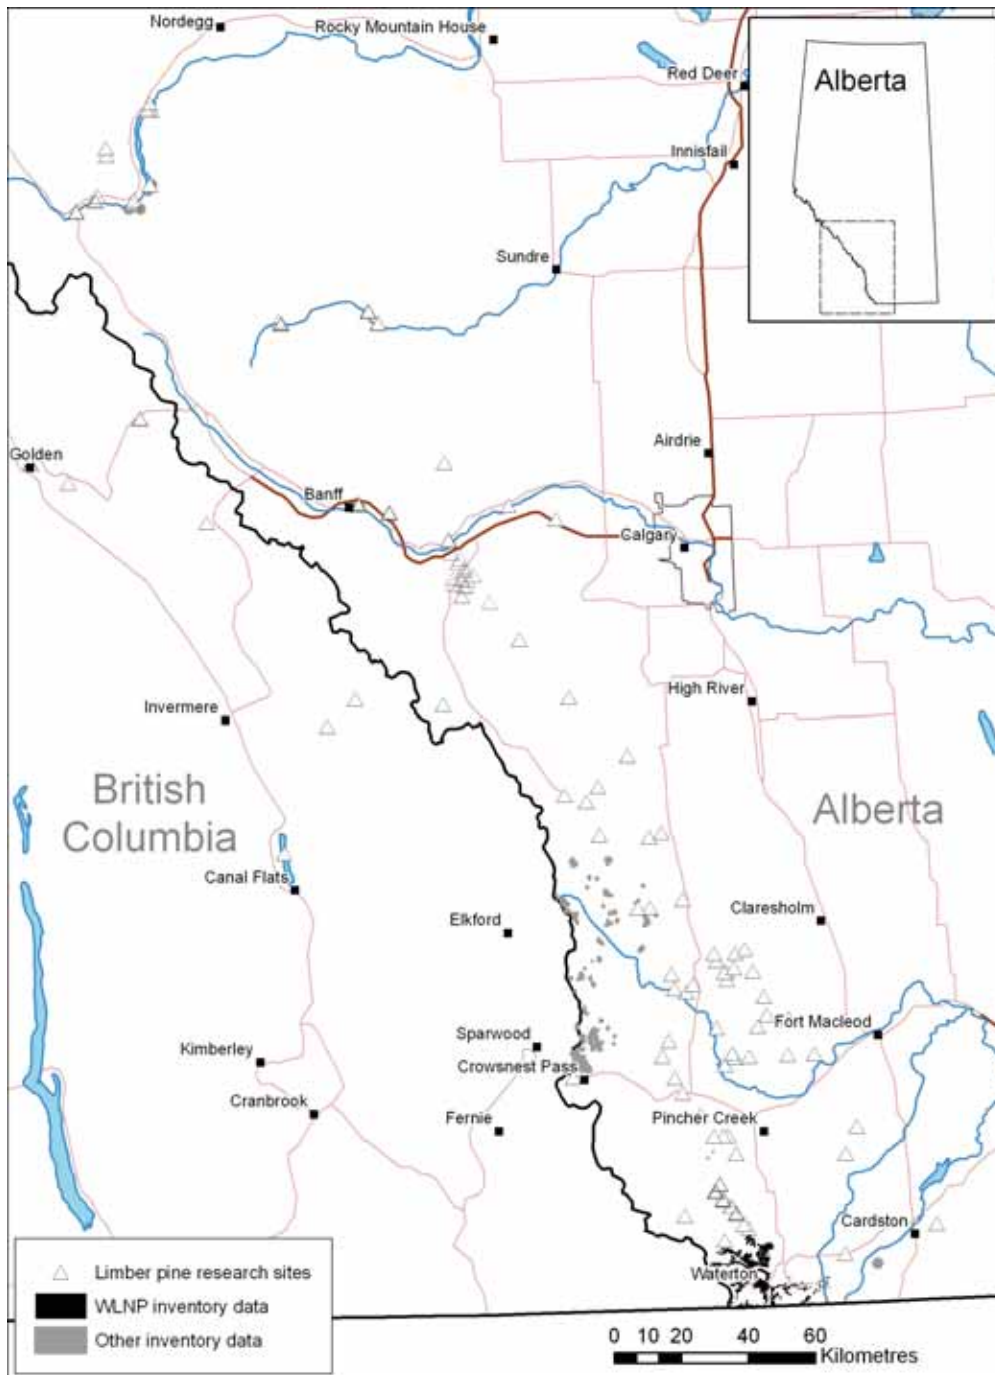 Nordegg
Rocky Mountain House
Red Deer
Alberta
Innisfail
Sundre
Airdrie
Golden
Banff
Calgary
High River
Invermere
British
Columbia
Alberta
Canal Flats
Claresholm
Elkford
Fort Macleod
Sparwood
Kimberley
Crowsnest Pass
Cranbrook
Fernie
Pincher Creek
Cardston
Waterton
Limber pine research sites
WLNP inventory data
Other inventory data
0 10 20 40 60
Kilometres